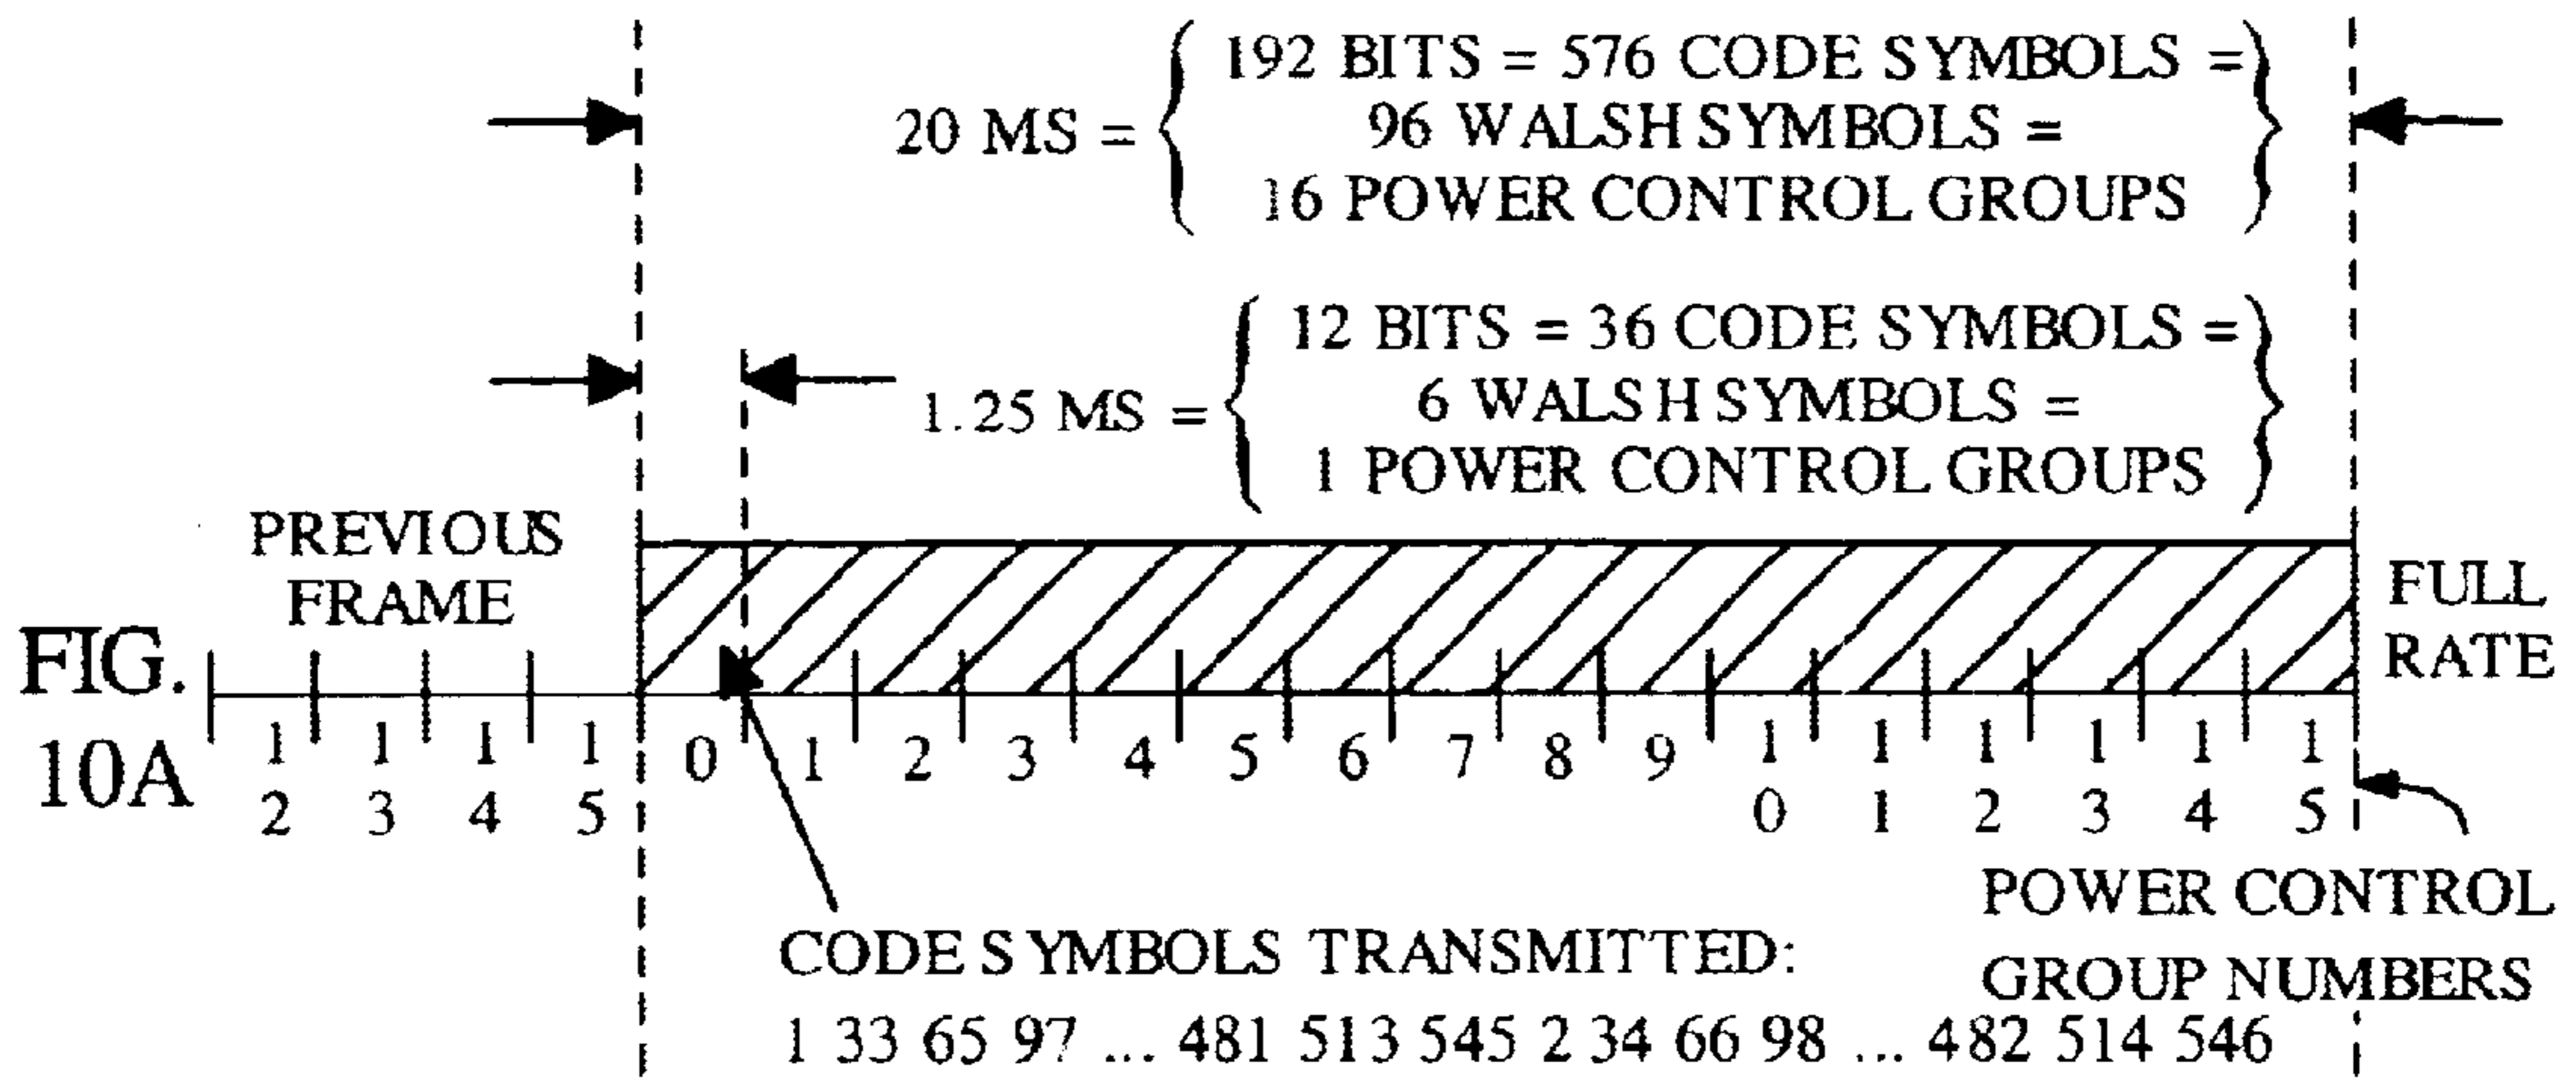 192 BITS = 576 CODE SYMBOLS =
20 MS = 96 WALSH SYMBOLS =
16 POWER CONTROL GROUPS
12 BITS = 36 CODE SYMBOLS =
1.25 MS = 6 WALSH SYMBOLS =
1 POWER CONTROL GROUPS
PREVIOUS
FRAME
FULL
RATE
FIG.
10A
12 13 14 15 0 1 2 3 4 5 6 7 8 9 10 11 12 13 14 15
POWER CONTROL
GROUP NUMBERS
CODE SYMBOLS TRANSMITTED:
1 33 65 97 ... 481 513 545 2 34 66 98 ... 482 514 546